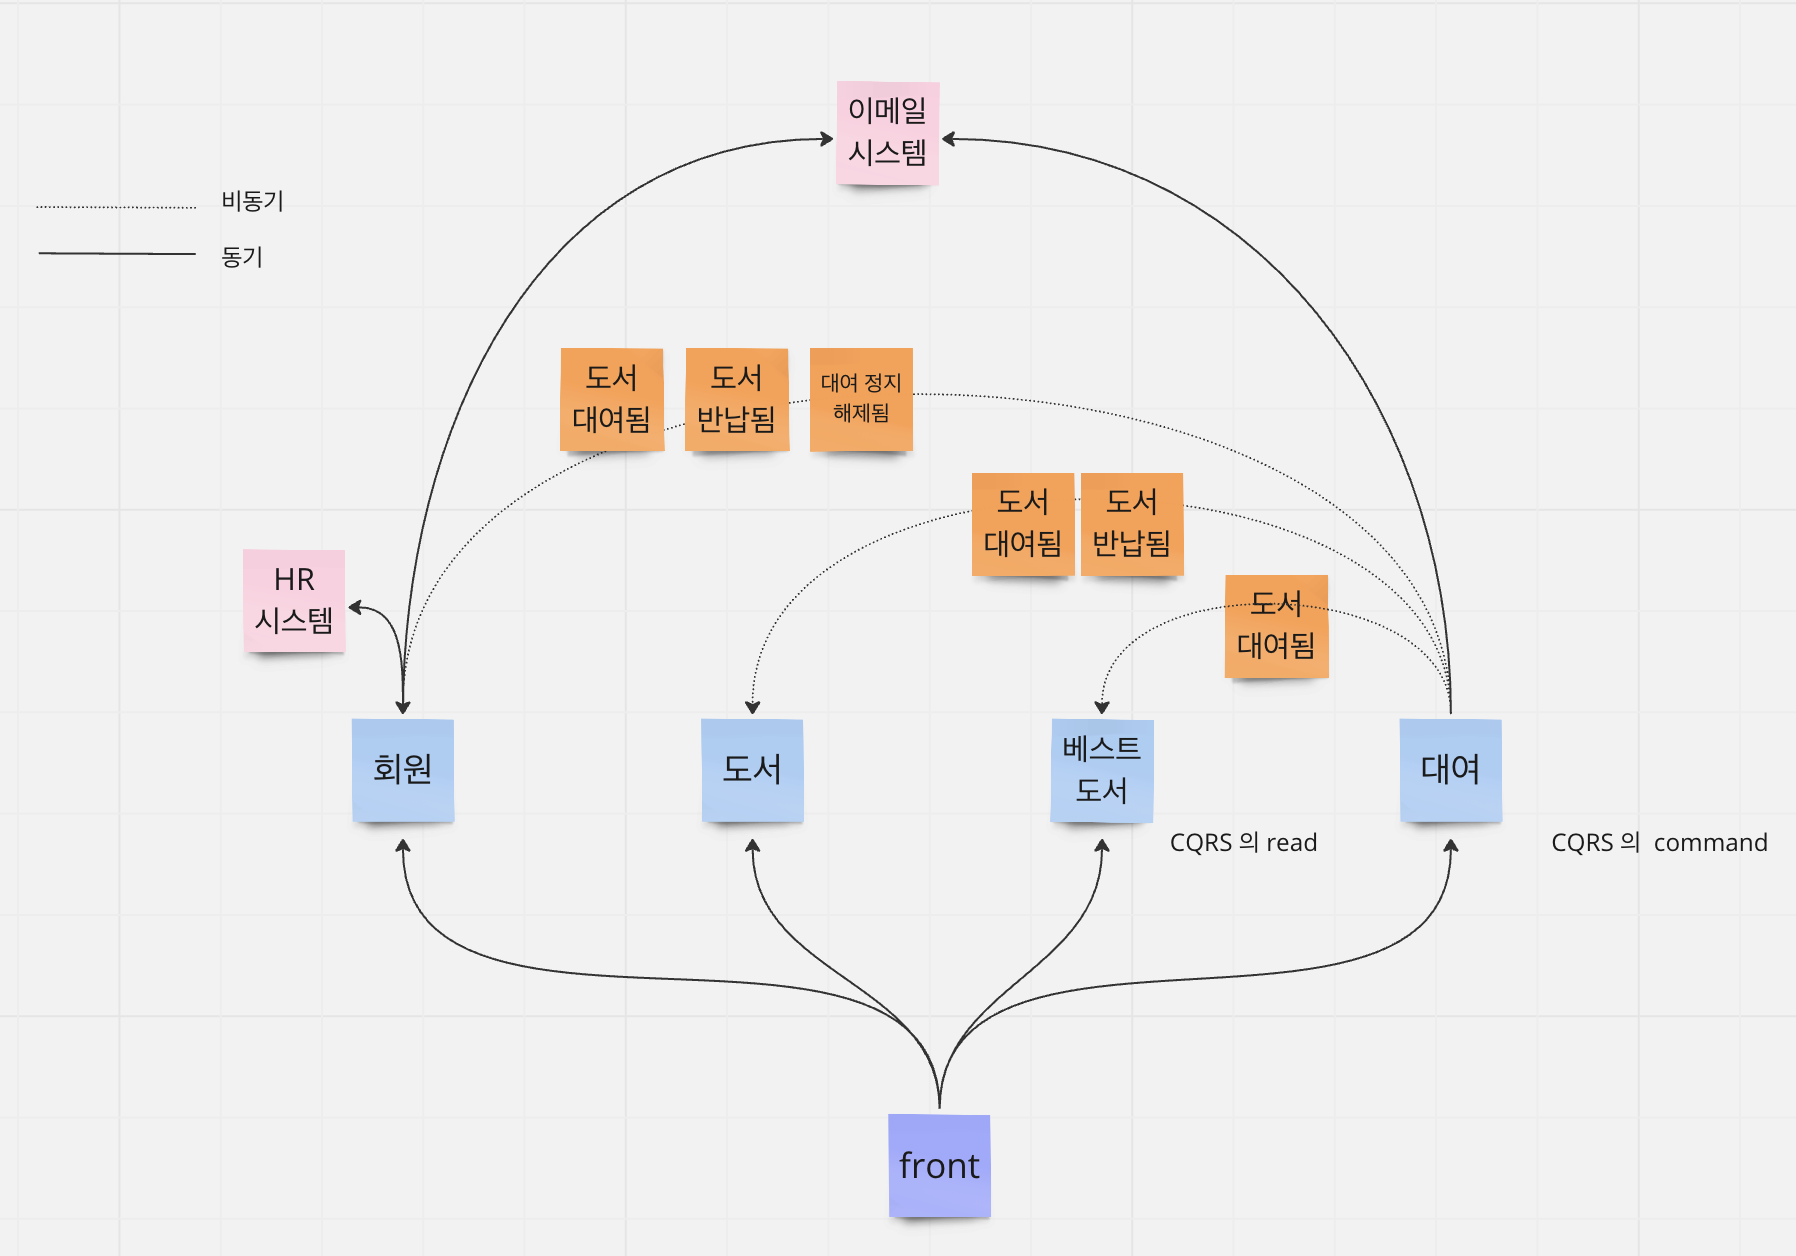 이메일
시스템
비동기
동기
도서
대여됨
도서
반납됨
대여 정지
해제됨
도서
대여됨
도서
반납됨
HR
시스템
도서
대여됨
회원
도서
베스트
도서
대여
CQRS 의 read
CQRS 의 command
front